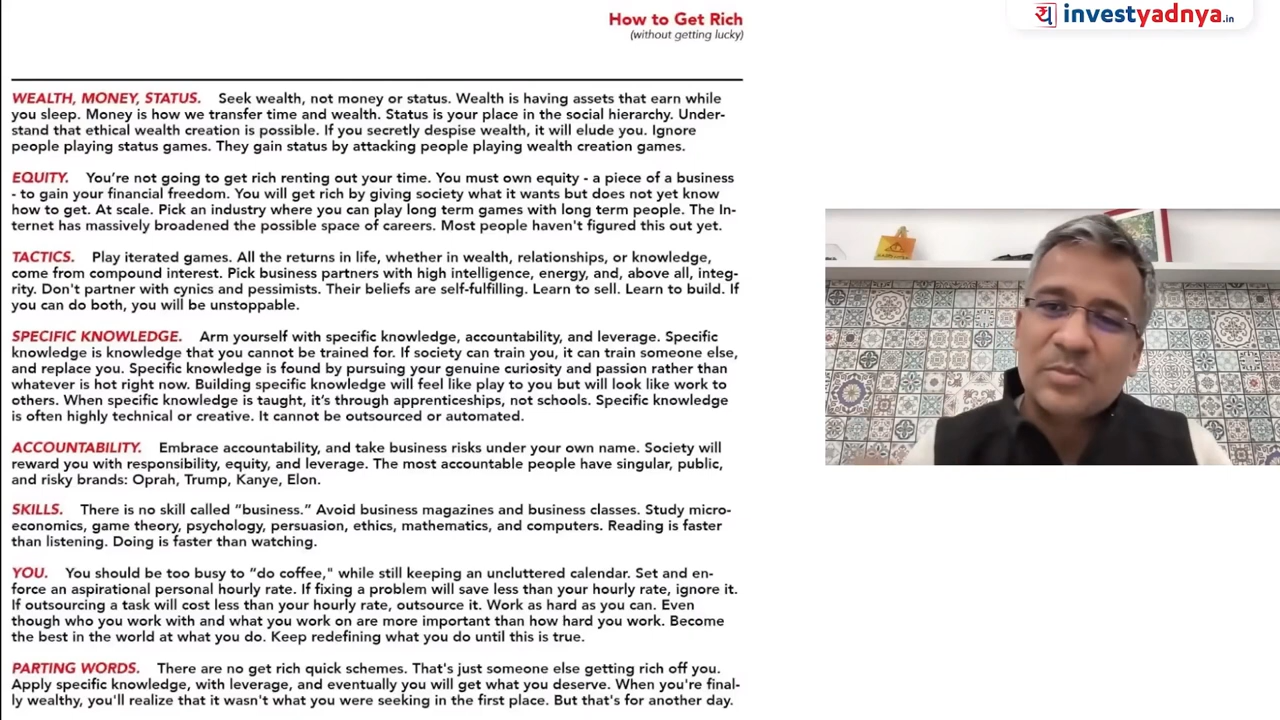 How to Get Rich
(without getting lucky)
य investyadnya.in
WEALTH, MONEY, STATUS. Seek wealth, not money or status. Wealth is having assets that earn while
you sleep. Money is how we transfer time and wealth. Status is your place in the social hierarchy. Under-
stand that ethical wealth creation is possible. If you secretly despise wealth, it will elude you. Ignore
people playing status games. They gain status by attacking people playing wealth creation games.
EQUITY. You're not going to get rich renting out your time. You must own equity - a piece of a business
- to gain your financial freedom. You will get rich by giving society what it wants but does not yet know
how to get. At scale. Pick an industry where you can play long term games with long term people. The In-
ternet has massively broadened the possible space of careers. Most people haven't figured this out yet.
TACTICS. Play iterated games. All the returns in life, whether in wealth, relationships, or knowledge,
come from compound interest. Pick business partners with high intelligence, energy, and, above all, integ-
rity. Don't partner with cynics and pessimists. Their beliefs are self-fulfilling. Learn to sell. Learn to build. If
you can do both, you will be unstoppable.
SPECIFIC KNOWLEDGE. Arm yourself with specific knowledge, accountability, and leverage. Specific
knowledge is knowledge that you cannot be trained for. If society can train you, it can train someone else,
and replace you. Specific knowledge is found by pursuing your genuine curiosity and passion rather than
whatever is hot right now. Building specific knowledge will feel like play to you but will look like work to
others. When specific knowledge is taught, it's through apprenticeships, not schools. Specific knowledge
is often highly technical or creative. It cannot be outsourced or automated.
ACCOUNTABILITY. Embrace accountability, and take business risks under your own name. Society will
reward you with responsibility, equity, and leverage. The most accountable people have singular, public,
and risky brands: Oprah, Trump, Kanye, Elon.
SKILLS. There is no skill called "business." Avoid business magazines and business classes. Study micro-
economics, game theory, psychology, persuasion, ethics, mathematics, and computers. Reading is faster
than listening. Doing is faster than watching.
YOU. You should be too busy to "do coffee," while still keeping an uncluttered calendar. Set and en-
force an aspirational personal hourly rate. If fixing a problem will save less than your hourly rate, ignore it.
If outsourcing a task will cost less than your hourly rate, outsource it. Work as hard as you can. Even
though who you work with and what you work on are more important than how hard you work. Become
the best in the world at what you do. Keep redefining what you do until this is true.
PARTING WORDS. There are no get rich quick schemes. That's just someone else getting rich off you.
Apply specific knowledge, with leverage, and eventually you will get what you deserve. When you're final-
ly wealthy, you'll realize that it wasn't what you were seeking in the first place. But that's for another day.